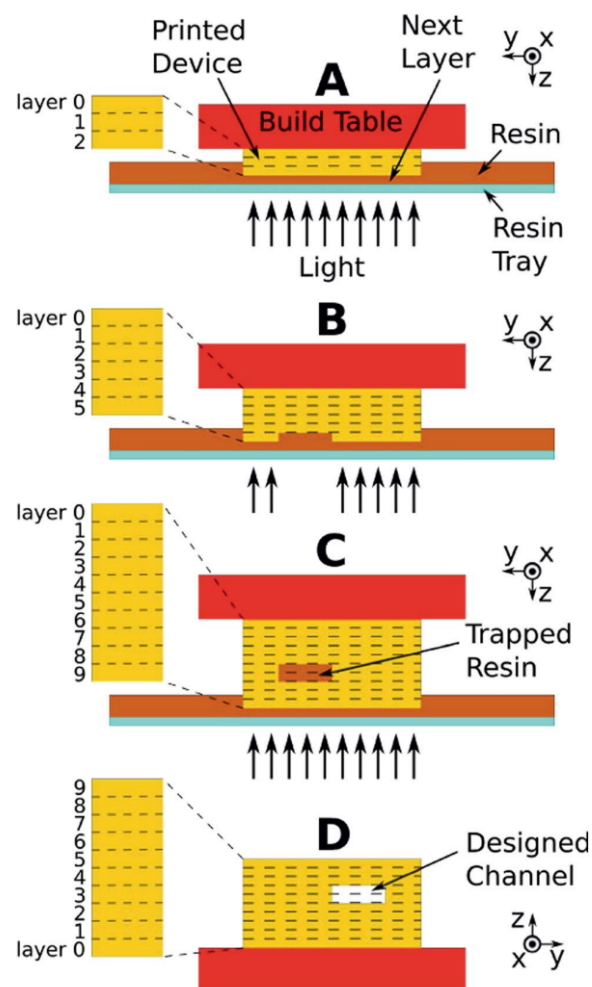 Printed
Device
Next
Layer
y x
z
A
layer 0
1
2
Build Table
Resin
Resin
Tray
Light
B
y x
z
layer 0
1
2
3
4
5
layer 0
1
2
3
4
5
6
7
8
9
C
y x
z
Trapped
Resin
9
8
7
6
5
4
3
2
1
layer 0
D
Designed
Channel
z
x y